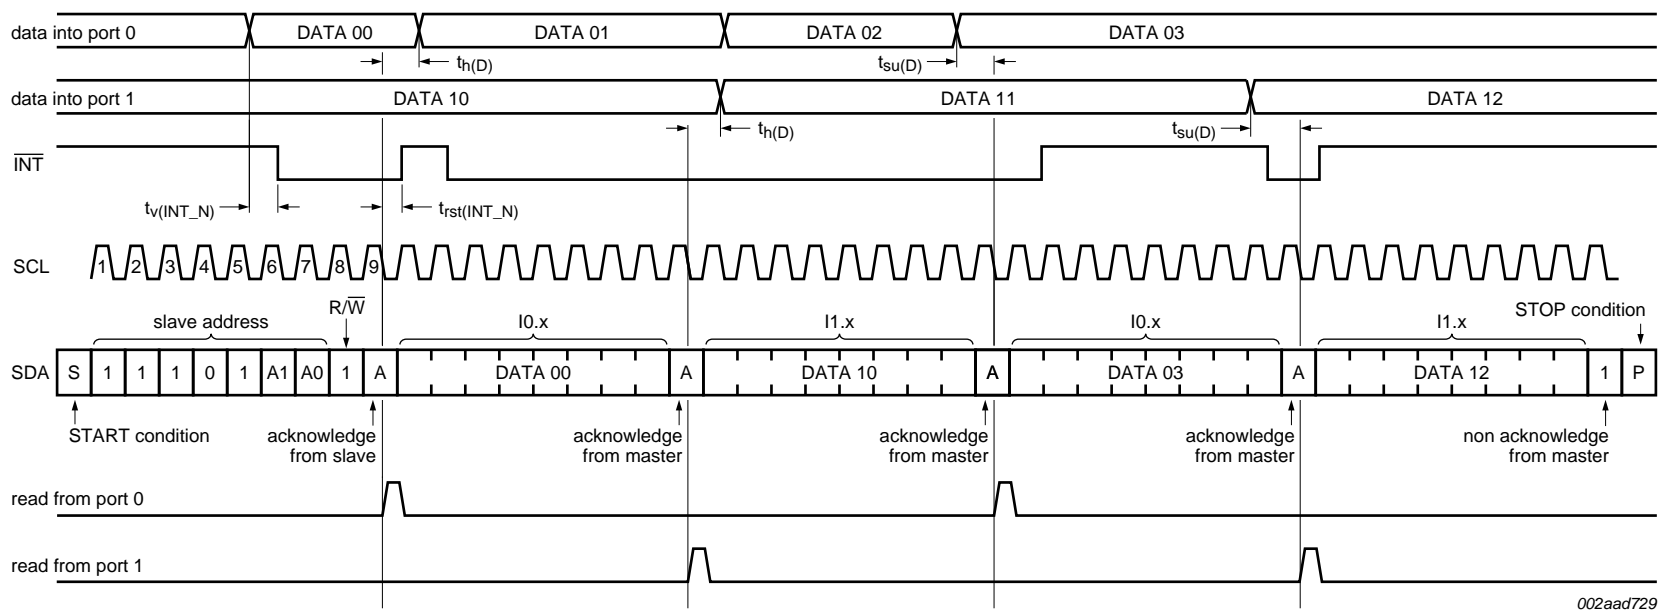 data into port 0 DATA 00 DATA 01 DATA 02 DATA 03
th(D) tsu(D)
data into port 1 DATA 10 DATA 11 DATA 12
th(D) tsu(D)
INT
tv(INT_N) trst(INT_N)
SCL 1 2 3 4 5 6 7 8 9
R/W STOP condition
slave address I0.x I1.x I0.x I1.x
SDA S 1 1 1 0 1 A1 A0 1 A DATA 00 A DATA 10 A DATA 03 A DATA 12 1 P
START condition acknowledge acknowledge acknowledge acknowledge non acknowledge
from slave from master from master from master from master
read from port 0
read from port 1
002aad729